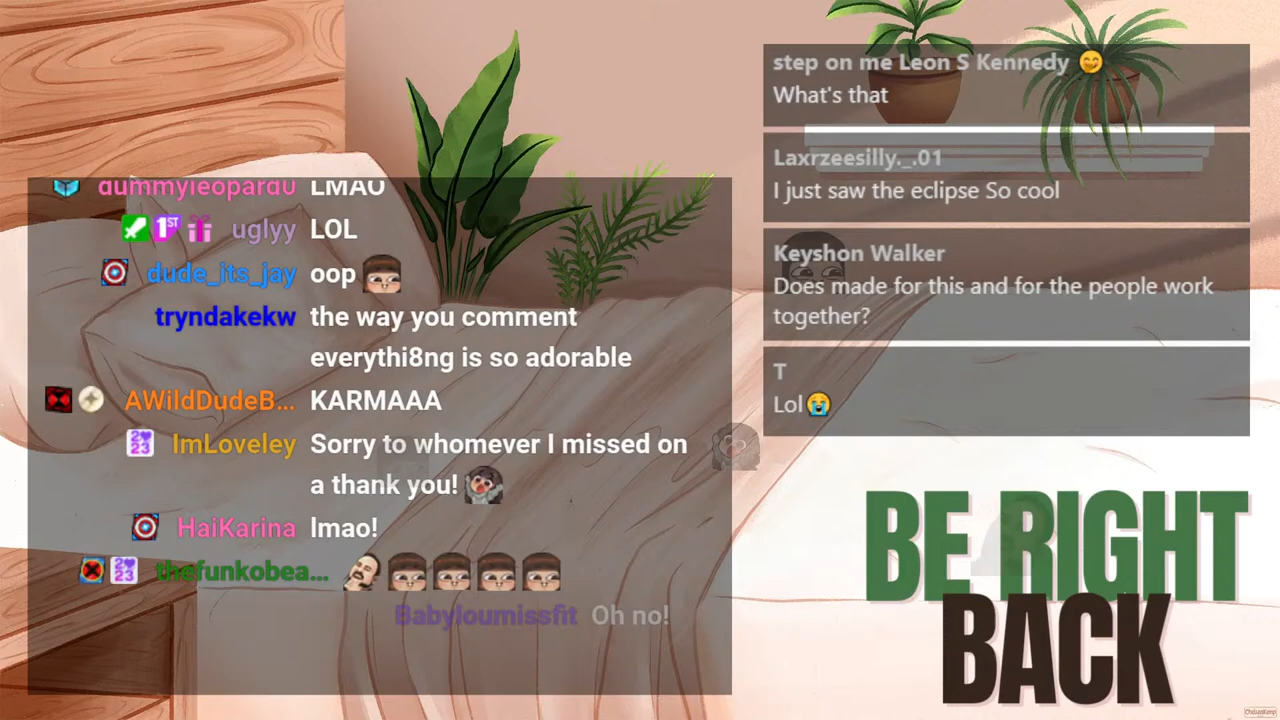 dummyleopard0 LMAO
1ST uglyy LOL
dude_its_jay oop
tryndakekw the way you comment
everythi8ng is so adorable
AWildDudeB... KARMAAA
23 ImLoveley Sorry to whomever I missed on
a thank you!
HaiKarina lmao!
23 thefunkobea...
Babyloumissfit Oh no!
step on me Leon S Kennedy 😋
What's that
Laxrzeesilly._.01
I just saw the eclipse So cool
Keyshon Walker
Does made for this and for the people work
together?
T
Lol😭
BE RIGHT
BACK